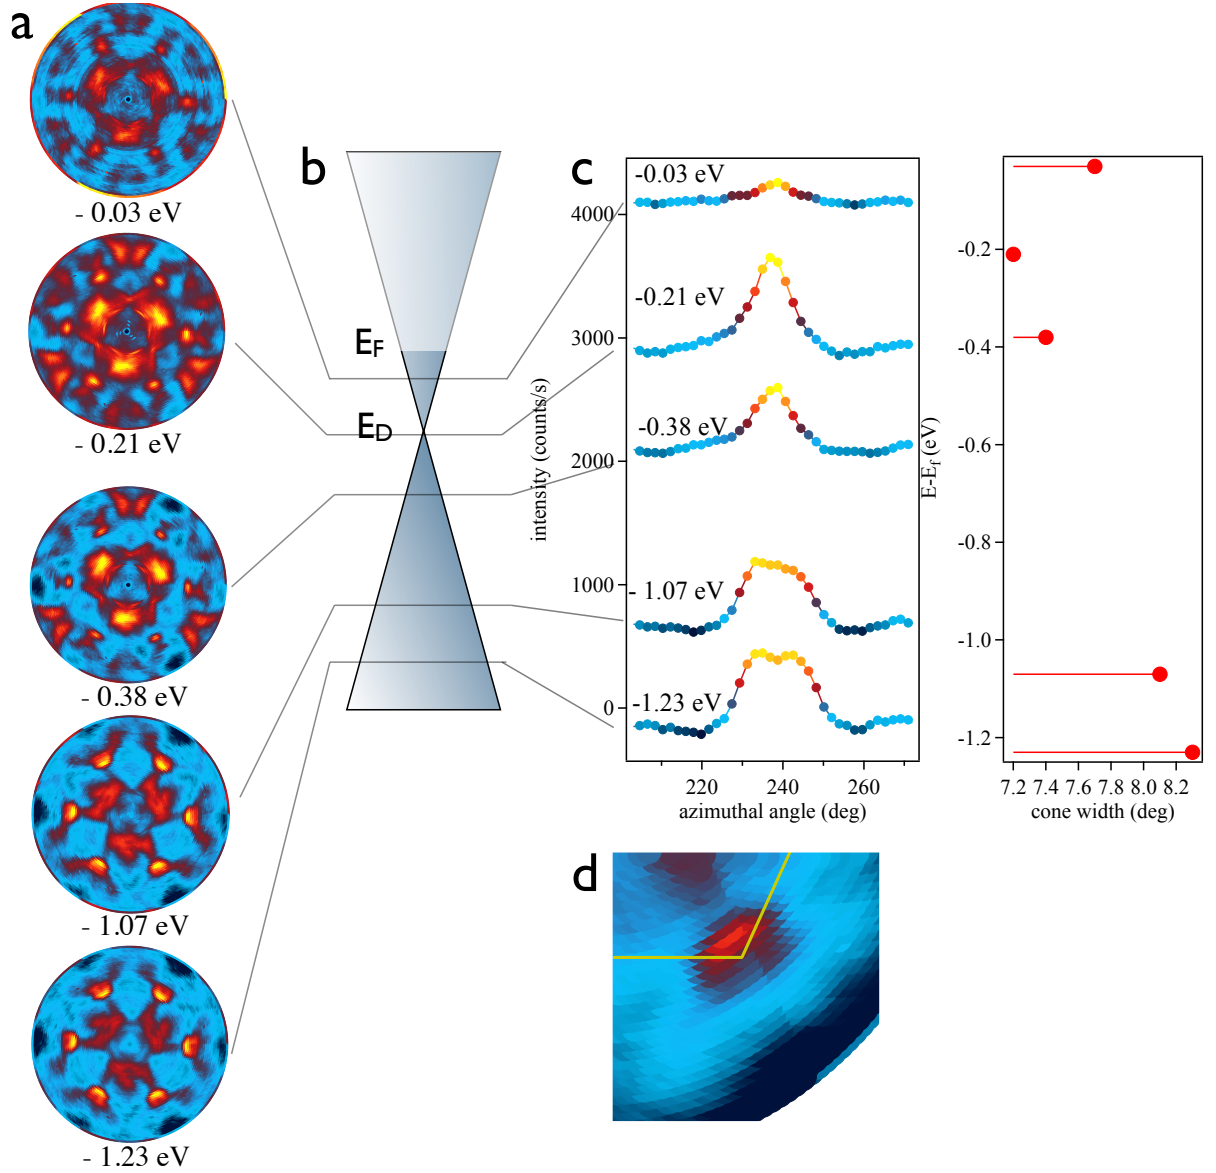 a
- 0.03 eV
- 0.21 eV
- 0.38 eV
- 1.07 eV
- 1.23 eV
b
E_F
E_D
c
-0.03 eV
-0.21 eV
-0.38 eV
- 1.07 eV
-1.23 eV
4000
3000
2000
1000
0
intensity (counts/s)
220 240 260
azimuthal angle (deg)
-0.2
-0.4
-0.6
-0.8
-1.0
-1.2
E-E_f (eV)
7.2 7.4 7.6 7.8 8.0 8.2
cone width (deg)
d